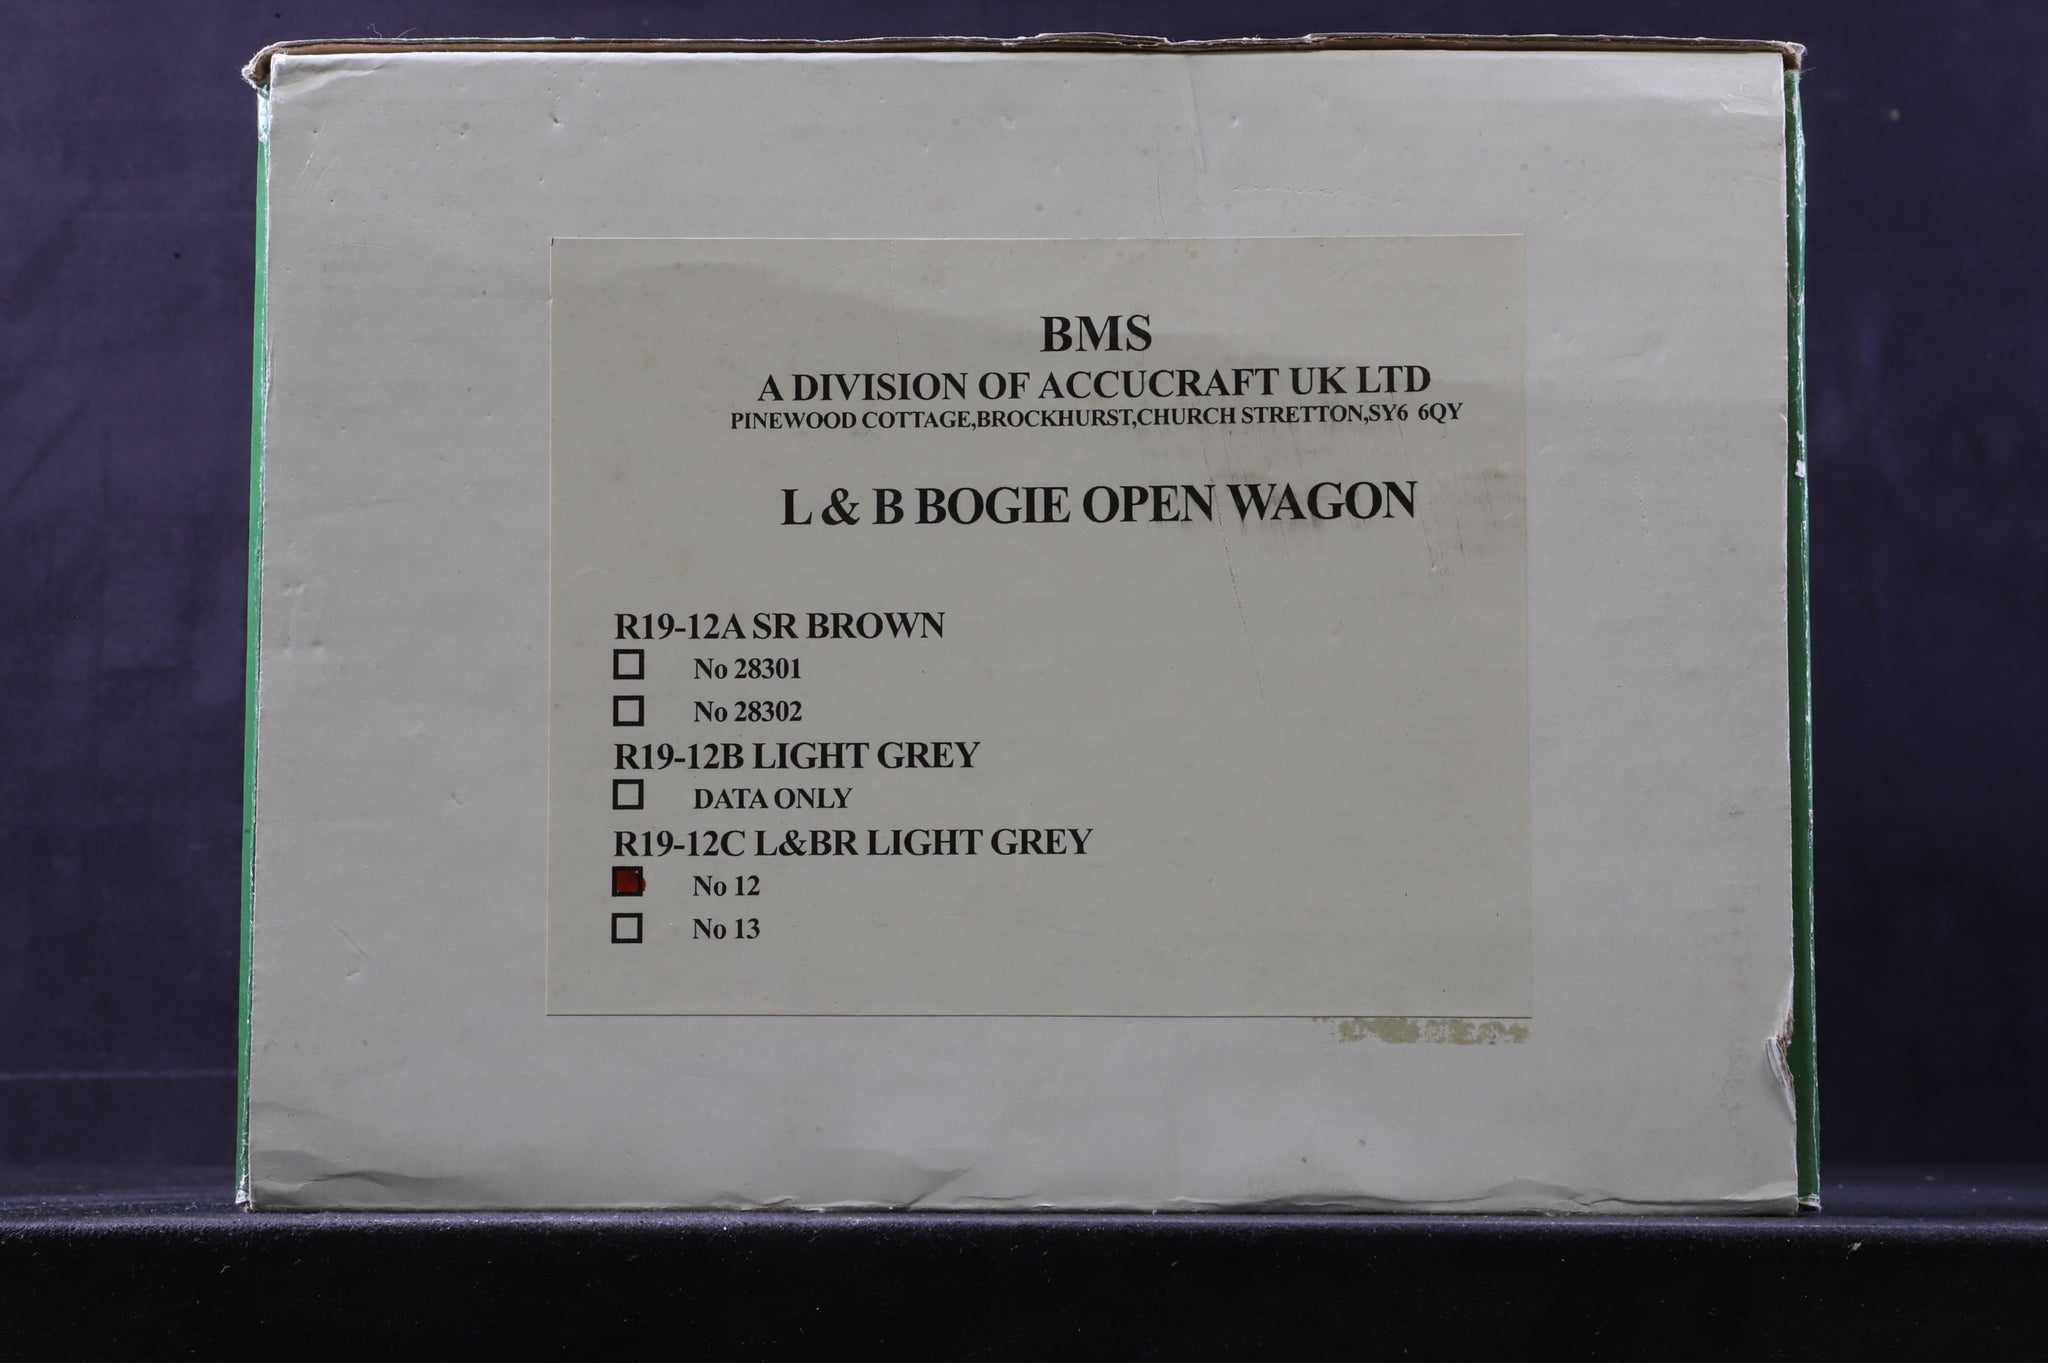 BMS
A DIVISION OF ACCUCRAFT UK LTD
PINEWOOD COTTAGE,BROCKHURST,CHURCH STRETTON,SY6 6QY
L & B BOGIE OPEN WAGON
R19-12A SR BROWN
No 28301
No 28302
R19-12B LIGHT GREY
DATA ONLY
R19-12C L&BR LIGHT GREY
No 12
No 13